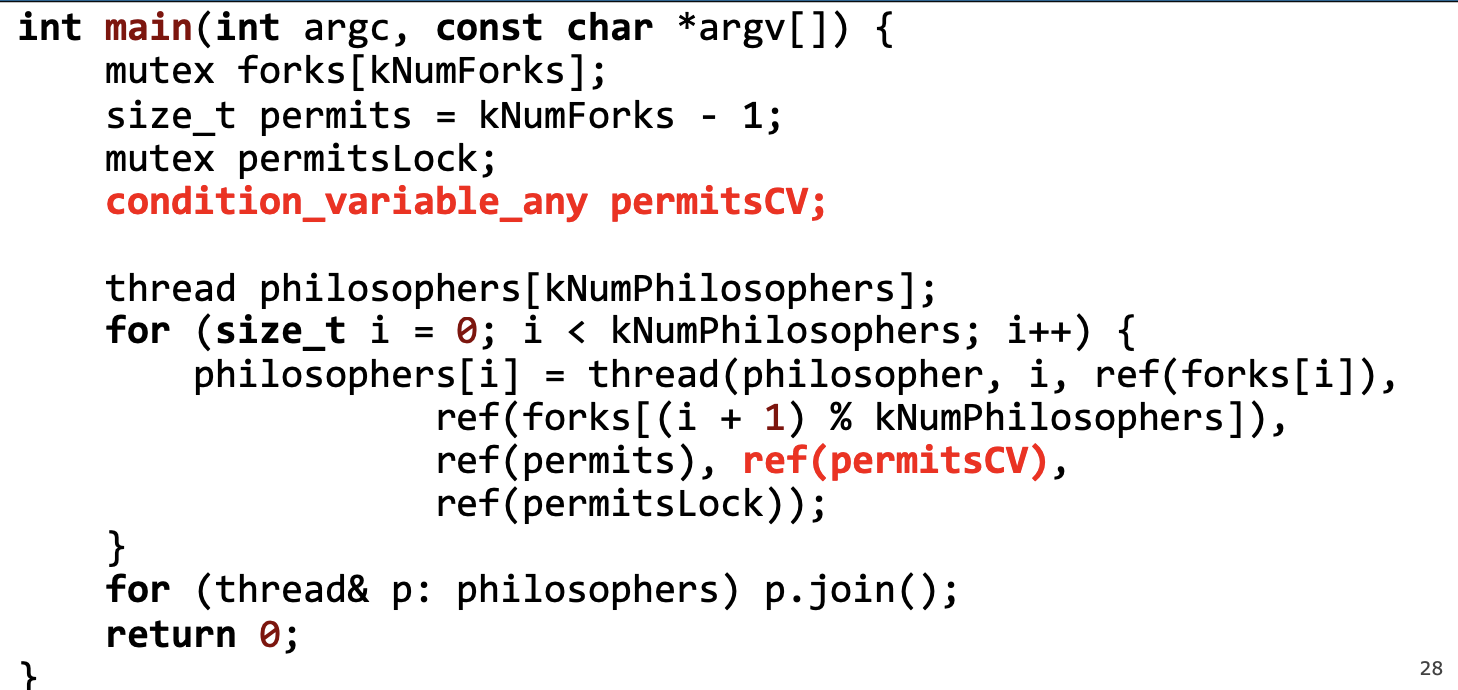 int main(int argc, const char *argv[]) {
    mutex forks[kNumForks];
    size_t permits = kNumForks - 1;
    mutex permitsLock;
    condition_variable_any permitsCV;

    thread philosophers[kNumPhilosophers];
    for (size_t i = 0; i < kNumPhilosophers; i++) {
        philosophers[i] = thread(philosopher, i, ref(forks[i]),
                   ref(forks[(i + 1) % kNumPhilosophers]),
                   ref(permits), ref(permitsCV),
                   ref(permitsLock));
    }
    for (thread& p: philosophers) p.join();
    return 0;
}
28